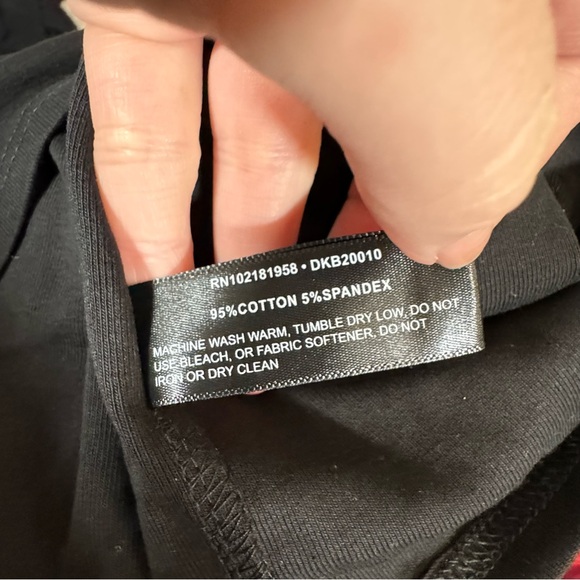 RN102181958 • DKB20010
95%COTTON 5%SPANDEX
MACHINE WASH WARM, TUMBLE DRY LOW, DO NOT
USE BLEACH, OR FABRIC SOFTENER, DO NOT
IRON OR DRY CLEAN